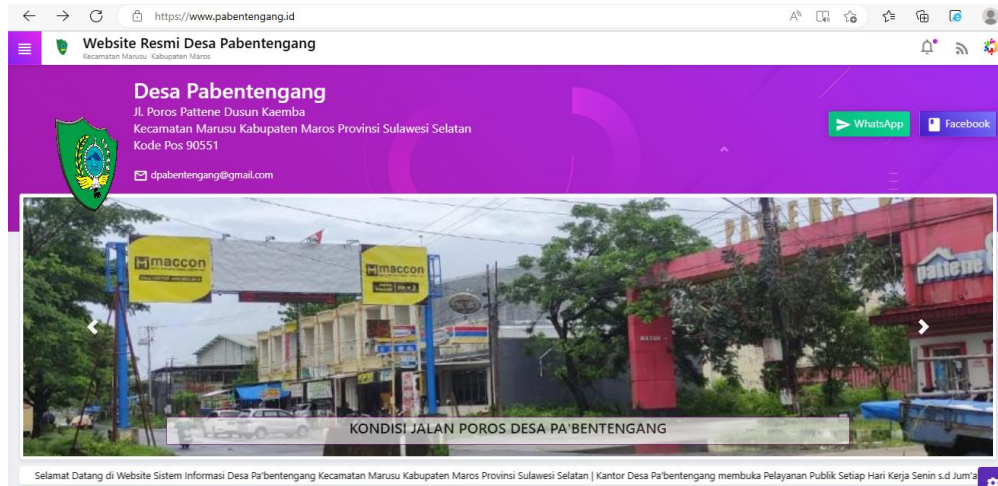 https://www.pabentengang.id
Website Resmi Desa Pabentengang
Kecamatan Marusu Kabupaten Maros
Desa Pabentengang
Jl. Poros Pattene Dusun Kaemba
Kecamatan Marusu Kabupaten Maros Provinsi Sulawesi Selatan
Kode Pos 90551
WhatsApp
Facebook
dpabentengang@gmail.com
maccon
maccon
PATTENE
Pattene
MASUK
KONDISI JALAN POROS DESA PA'BENTENGANG
Selamat Datang di Website Sistem Informasi Desa Pa'bentengang Kecamatan Marusu Kabupaten Maros Provinsi Sulawesi Selatan | Kantor Desa Pa'bentengang membuka Pelayanan Publik Setiap Hari Kerja Senin s.d Jum'a